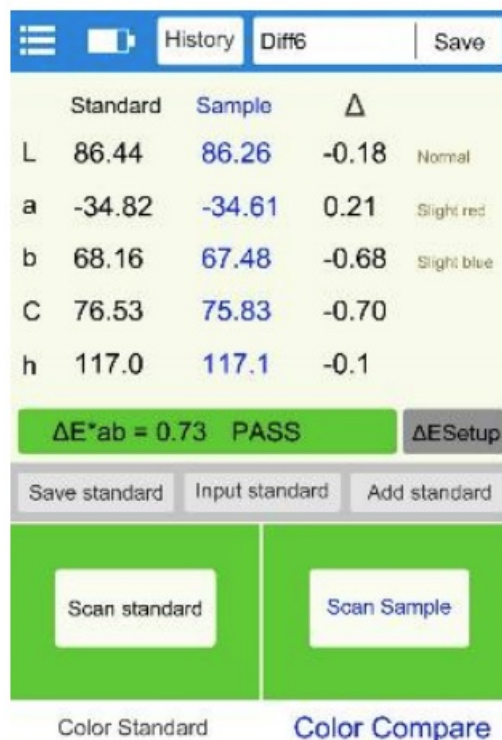 History Diff6 Save
Standard Sample Δ
L 86.44 86.26 -0.18 Normal
a -34.82 -34.61 0.21 Slight red
b 68.16 67.48 -0.68 Slight blue
C 76.53 75.83 -0.70
h 117.0 117.1 -0.1
ΔE*ab = 0.73 PASS ΔESetup
Save standard Input standard Add standard
Scan standard Scan Sample
Color Standard Color Compare